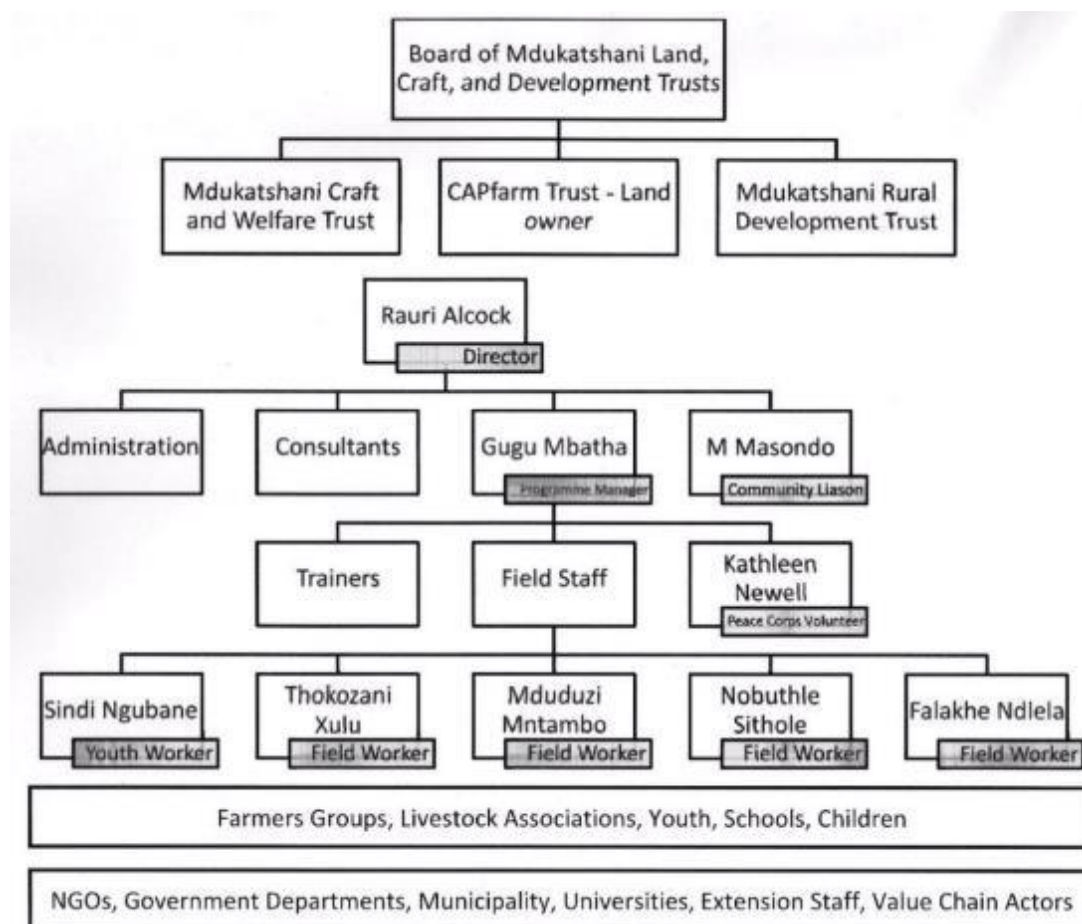 Board of Mdukatshani Land,
Craft, and Development Trusts
Mdukatshani Craft
and Welfare Trust
CAPfarm Trust - Land
owner
Mdukatshani Rural
Development Trust
Rauri Alcock
Director
Administration
Consultants
Gugu Mbatha
Programme Manager
M Masondo
Community Liason
Trainers
Field Staff
Kathleen
Newell
Peace Corps Volunteer
Sindi Ngubane
Youth Worker
Thokozani
Xulu
Field Worker
Mduduzi
Mntambo
Field Worker
Nobuthle
Sithole
Field Worker
Falakhe Ndlela
Field Worker
Farmers Groups, Livestock Associations, Youth, Schools, Children
NGOs, Government Departments, Municipality, Universities, Extension Staff, Value Chain Actors